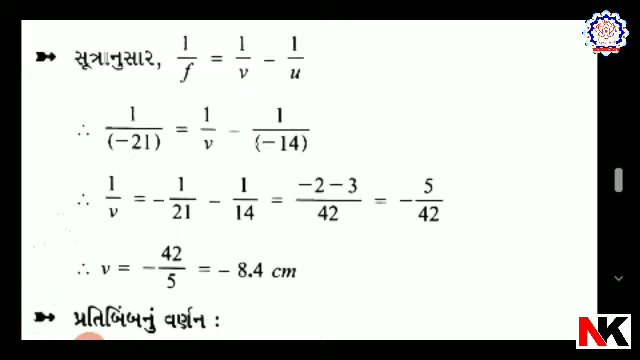 ➽ સૂત્રાનુસાર, 1/f = 1/v − 1/u
∴ 1/(−21) = 1/v − 1/(−14)
∴ 1/v = − 1/21 − 1/14 = (−2 − 3)/42 = − 5/42
∴ v = − 42/5 = − 8.4 cm
➽ પ્રતિબિંબનું વર્ણન :
NK